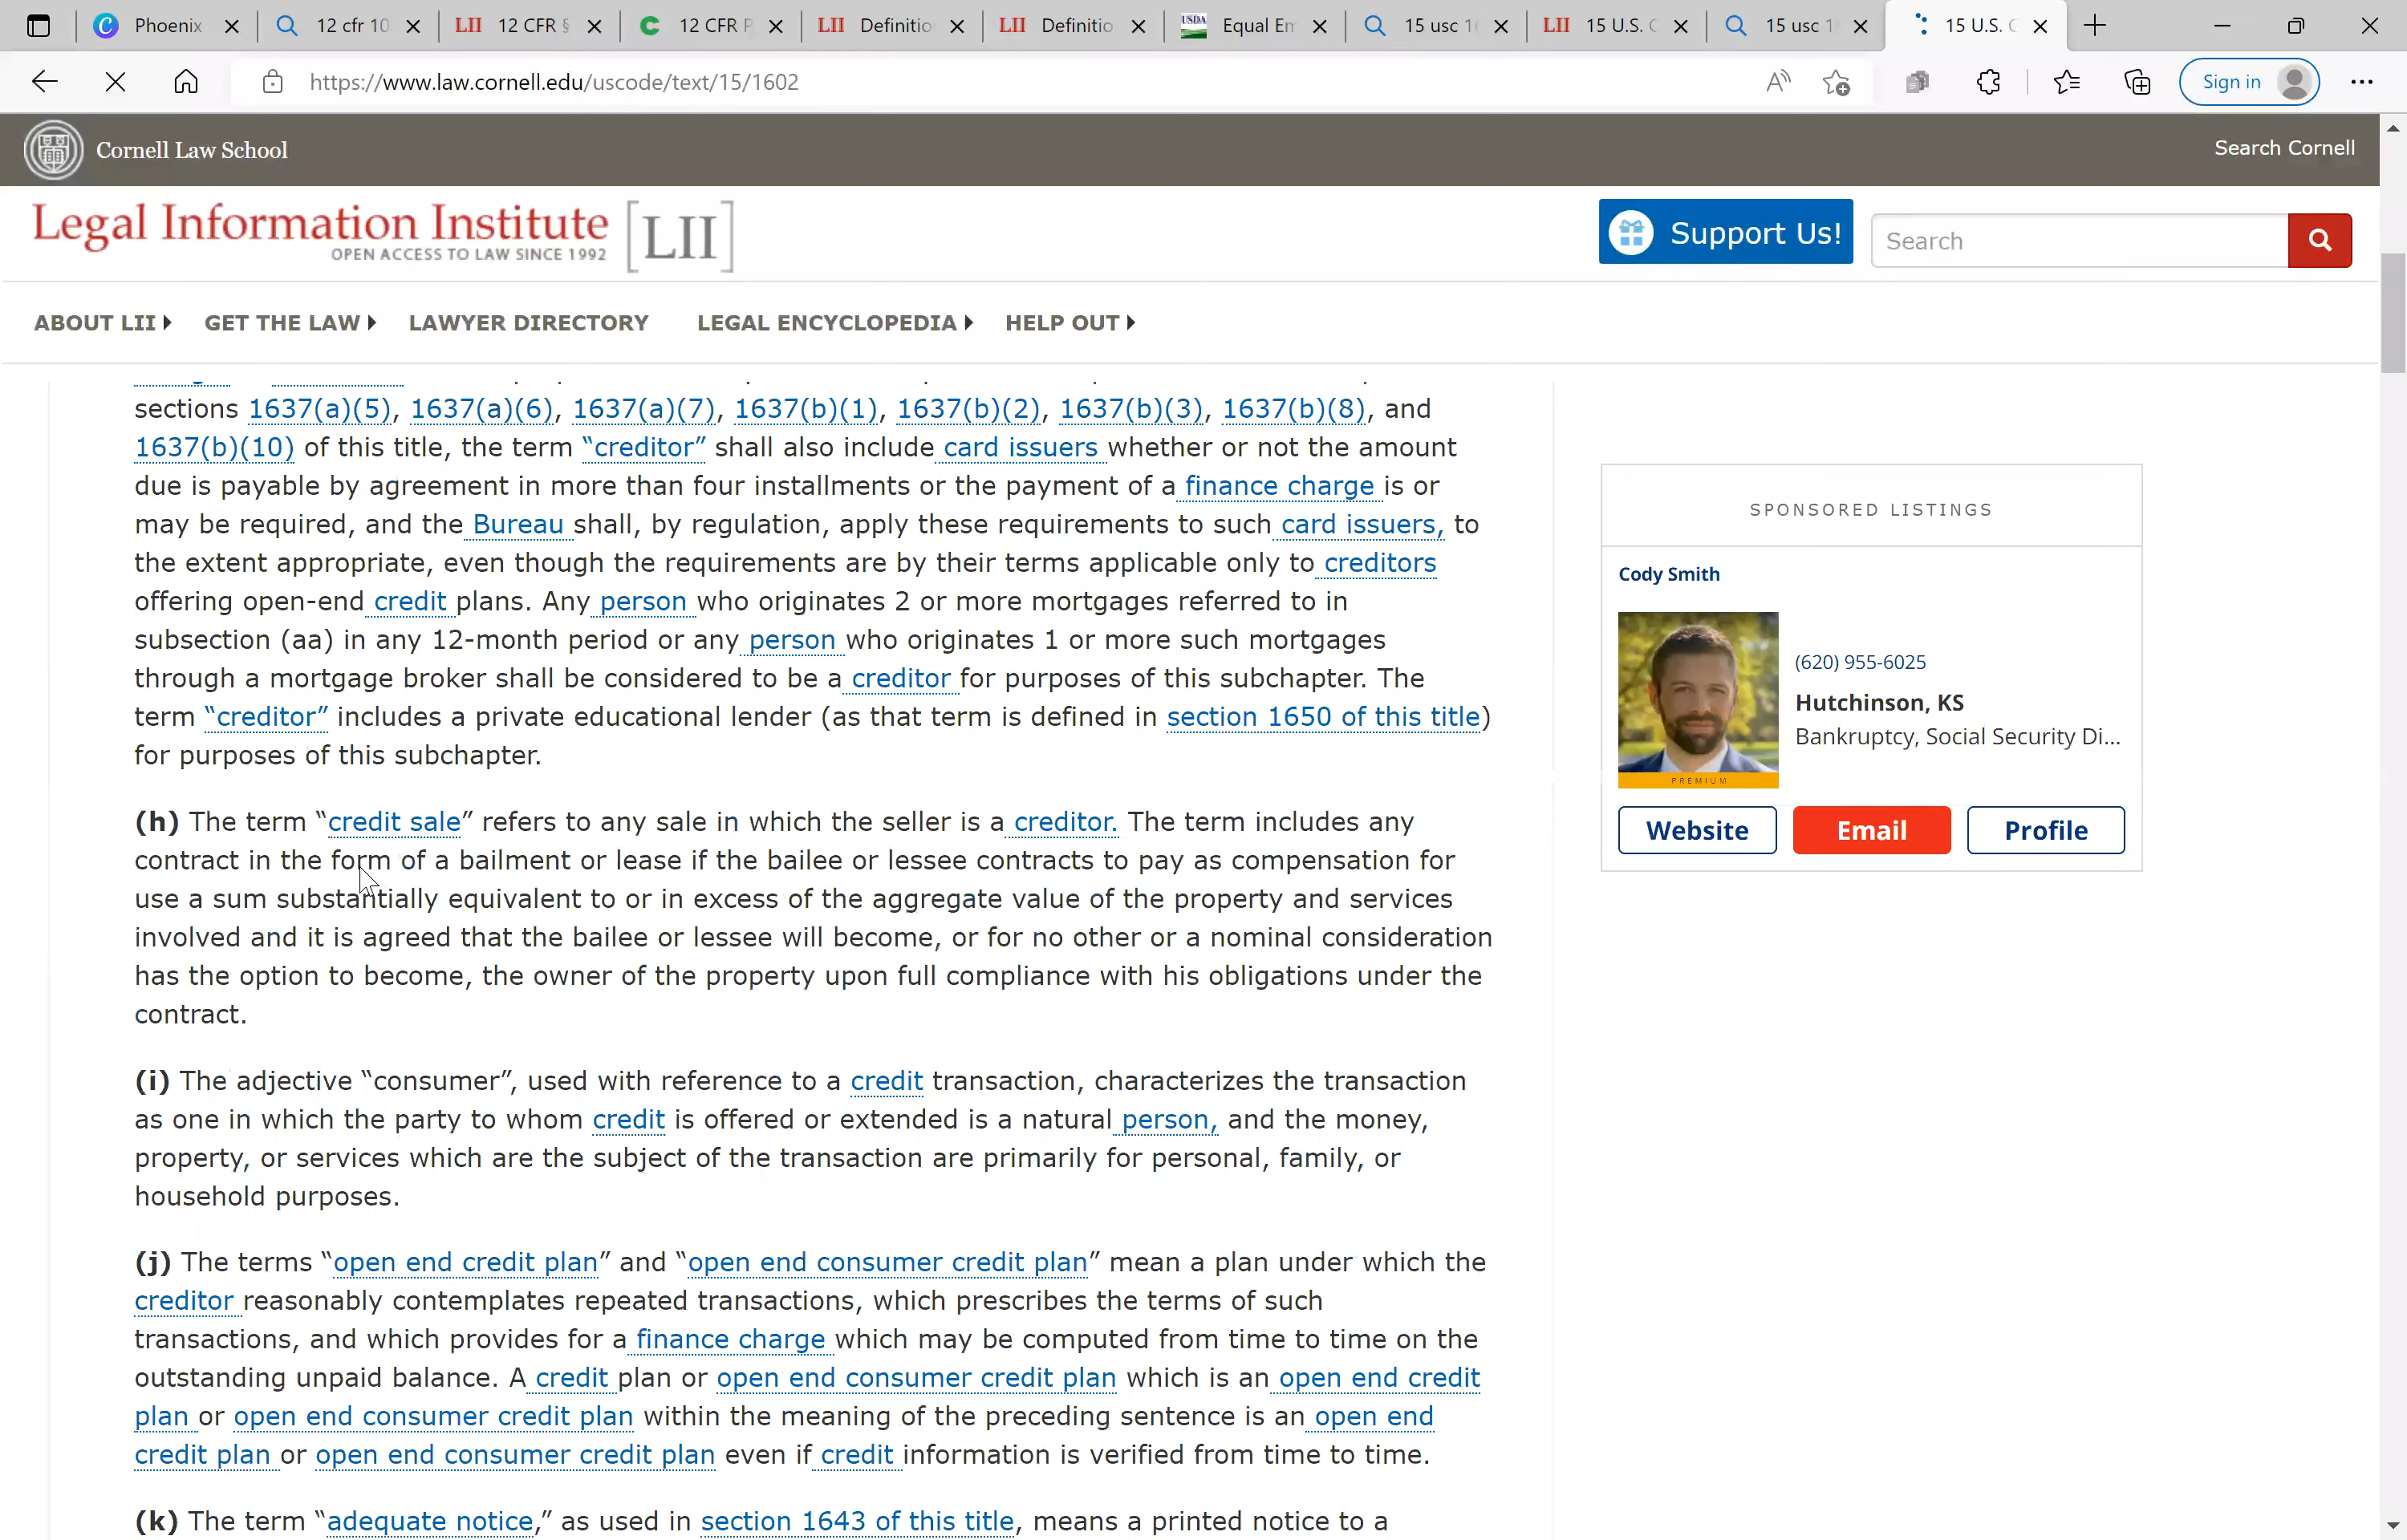 Phoenix
12 cfr 10
LII 12 CFR §
12 CFR P
LII Definitio
LII Definitio
USDA Equal Em
15 usc 1
LII 15 U.S. C
15 usc 1
15 U.S. C
https://www.law.cornell.edu/uscode/text/15/1602
Sign in
Cornell Law School
Search Cornell
Legal Information Institute [LII]
OPEN ACCESS TO LAW SINCE 1992
Support Us!
Search
ABOUT LII GET THE LAW LAWYER DIRECTORY LEGAL ENCYCLOPEDIA HELP OUT
sections 1637(a)(5), 1637(a)(6), 1637(a)(7), 1637(b)(1), 1637(b)(2), 1637(b)(3), 1637(b)(8), and
1637(b)(10) of this title, the term “creditor” shall also include card issuers whether or not the amount
due is payable by agreement in more than four installments or the payment of a finance charge is or
may be required, and the Bureau shall, by regulation, apply these requirements to such card issuers, to
the extent appropriate, even though the requirements are by their terms applicable only to creditors
offering open-end credit plans. Any person who originates 2 or more mortgages referred to in
subsection (aa) in any 12-month period or any person who originates 1 or more such mortgages
through a mortgage broker shall be considered to be a creditor for purposes of this subchapter. The
term “creditor” includes a private educational lender (as that term is defined in section 1650 of this title)
for purposes of this subchapter.
(h) The term “credit sale” refers to any sale in which the seller is a creditor. The term includes any
contract in the form of a bailment or lease if the bailee or lessee contracts to pay as compensation for
use a sum substantially equivalent to or in excess of the aggregate value of the property and services
involved and it is agreed that the bailee or lessee will become, or for no other or a nominal consideration
has the option to become, the owner of the property upon full compliance with his obligations under the
contract.
(i) The adjective “consumer”, used with reference to a credit transaction, characterizes the transaction
as one in which the party to whom credit is offered or extended is a natural person, and the money,
property, or services which are the subject of the transaction are primarily for personal, family, or
household purposes.
(j) The terms “open end credit plan” and “open end consumer credit plan” mean a plan under which the
creditor reasonably contemplates repeated transactions, which prescribes the terms of such
transactions, and which provides for a finance charge which may be computed from time to time on the
outstanding unpaid balance. A credit plan or open end consumer credit plan which is an open end credit
plan or open end consumer credit plan within the meaning of the preceding sentence is an open end
credit plan or open end consumer credit plan even if credit information is verified from time to time.
(k) The term “adequate notice,” as used in section 1643 of this title, means a printed notice to a
SPONSORED LISTINGS
Cody Smith
(620) 955-6025
Hutchinson, KS
Bankruptcy, Social Security Di...
PREMIUM
Website Email Profile